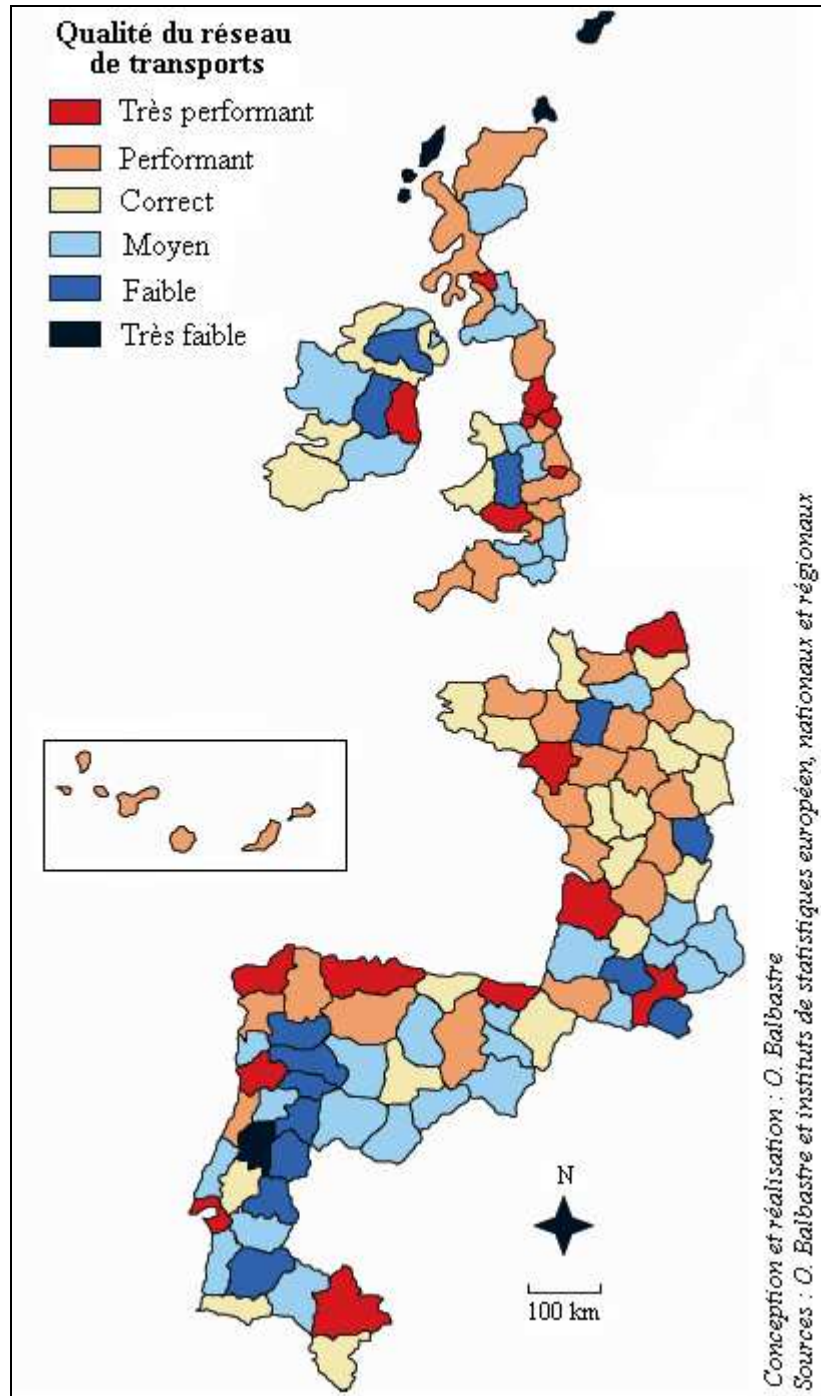 Qualité du réseau
de transports
Très performant
Performant
Correct
Moyen
Faible
Très faible
N
100 km
Conception et réalisation : O. Balbastre
Sources : O. Balbastre et instituts de statistiques européen, nationaux et régionaux